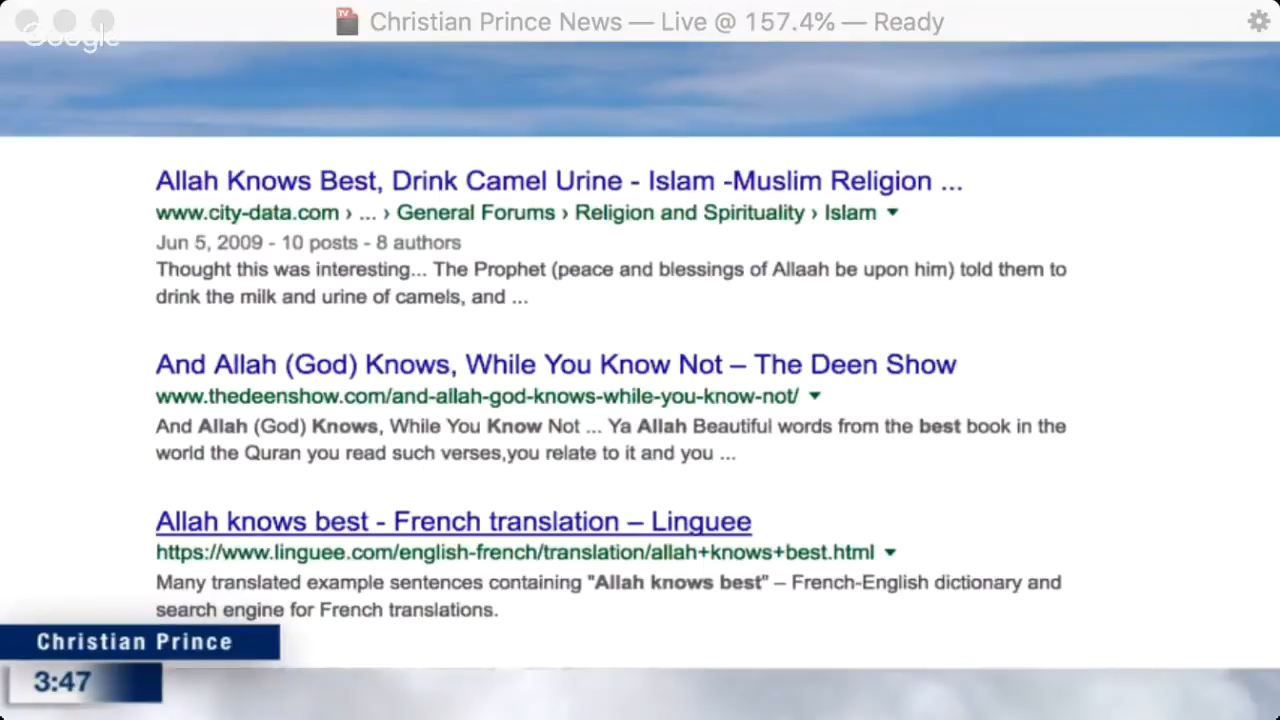 Christian Prince News — Live @ 157.4% — Ready
Google
Allah Knows Best, Drink Camel Urine - Islam -Muslim Religion ...
www.city-data.com › ... › General Forums › Religion and Spirituality › Islam
Jun 5, 2009 - 10 posts - 8 authors
Thought this was interesting... The Prophet (peace and blessings of Allaah be upon him) told them to
drink the milk and urine of camels, and ...
And Allah (God) Knows, While You Know Not – The Deen Show
www.thedeenshow.com/and-allah-god-knows-while-you-know-not/
And Allah (God) Knows, While You Know Not ... Ya Allah Beautiful words from the best book in the
world the Quran you read such verses,you relate to it and you ...
Allah knows best - French translation – Linguee
https://www.linguee.com/english-french/translation/allah+knows+best.html
Many translated example sentences containing "Allah knows best" – French-English dictionary and
search engine for French translations.
Christian Prince
3:47